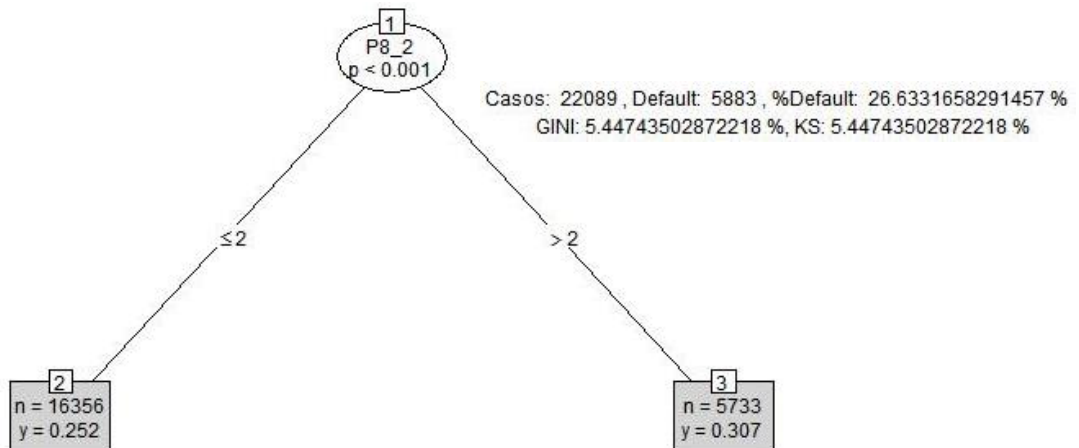 1
P8_2
p < 0.001
Casos:  22089 , Default:  5883 , %Default:  26.6331658291457 %
GINI: 5.44743502872218 %, KS: 5.44743502872218 %
≤ 2
> 2
2
n = 16356
y = 0.252
3
n = 5733
y = 0.307